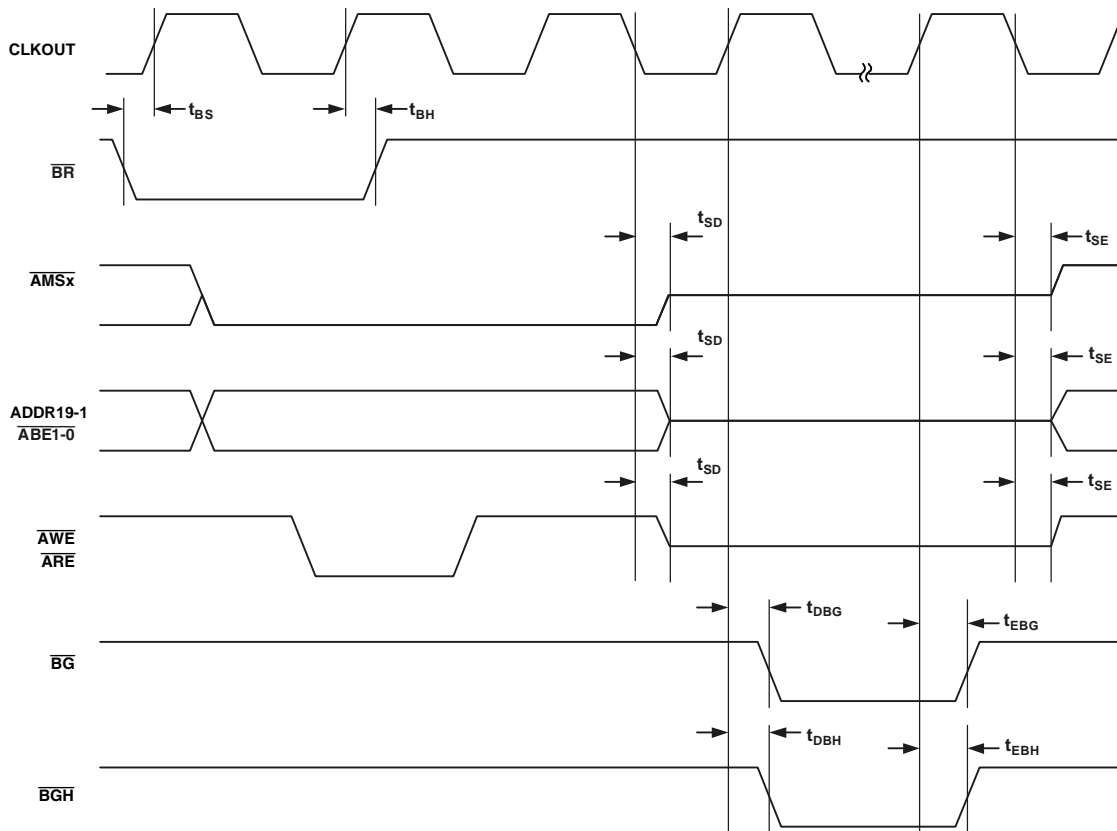 CLKOUT
tBS
tBH
BR
tSD
tSE
AMSx
tSD
tSE
ADDR19-1
ABE1-0
tSD
tSE
AWE
ARE
tDBG
tEBG
BG
tDBH
tEBH
BGH